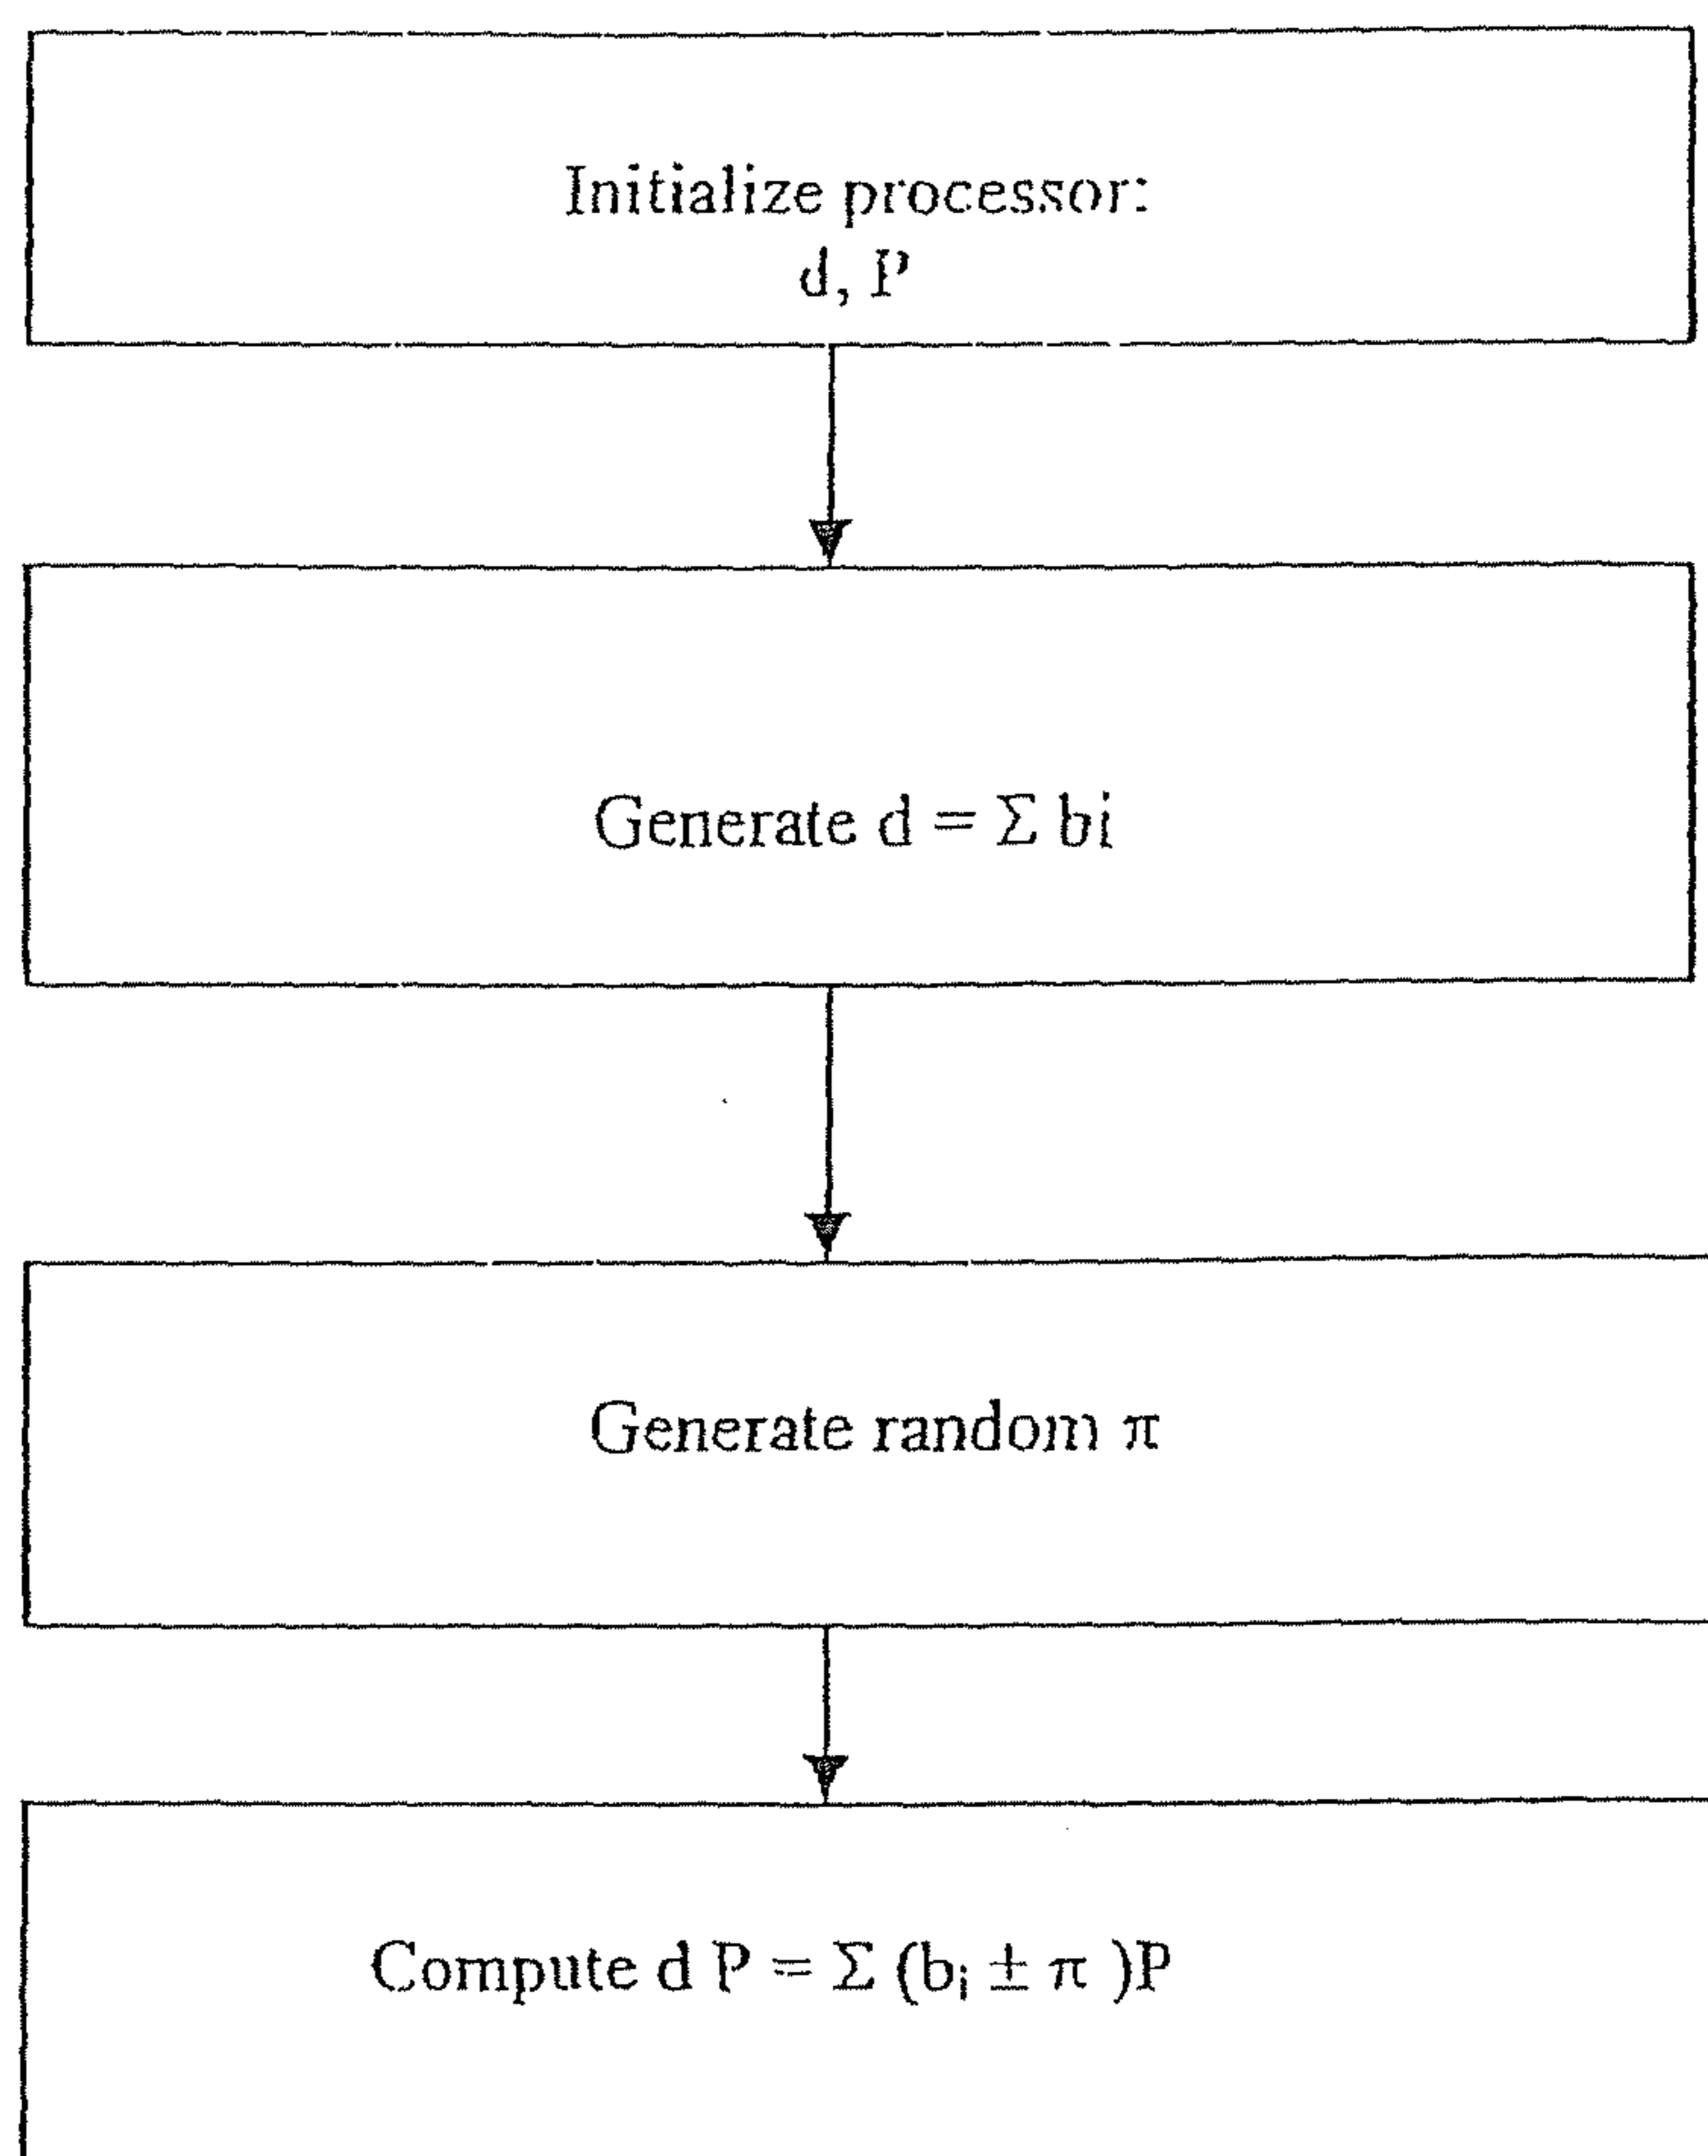 Initialize processor:
d, P
Generate d = Σ bi
Generate random π
Compute d P = Σ (bᵢ ± π )P